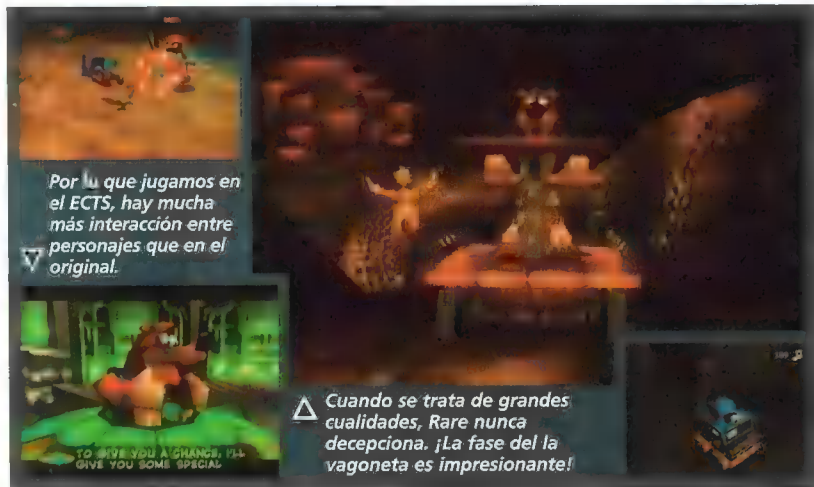 Por que jugamos en
el ECTS, hay mucha
más interacción entre
personajes que en el
original.
TO GIVE YOU A CHANCE, I'LL
GIVE YOU SOME SPECIAL
Cuando se trata de grandes
cualidades, Rare nunca
decepciona. ¡La fase del la
vagoneta es impresionante!